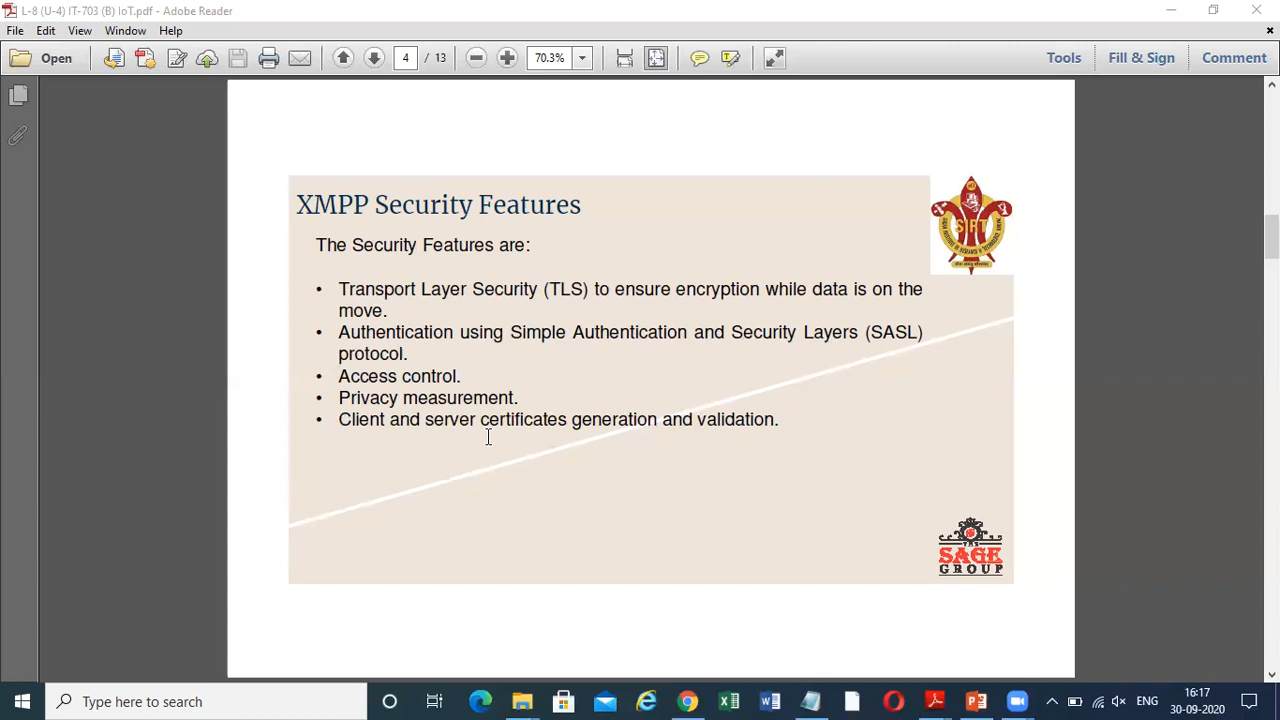 L-8 (U-4) IT-703 (B) IoT.pdf - Adobe Reader
File Edit View Window Help
Open 4 / 13 70.3% Tools Fill & Sign Comment
XMPP Security Features
The Security Features are:
• Transport Layer Security (TLS) to ensure encryption while data is on the
move.
• Authentication using Simple Authentication and Security Layers (SASL)
protocol.
• Access control.
• Privacy measurement.
• Client and server certificates generation and validation.
SIRT
THE
SAGE
GROUP
Type here to search
ENG
16:17
30-09-2020